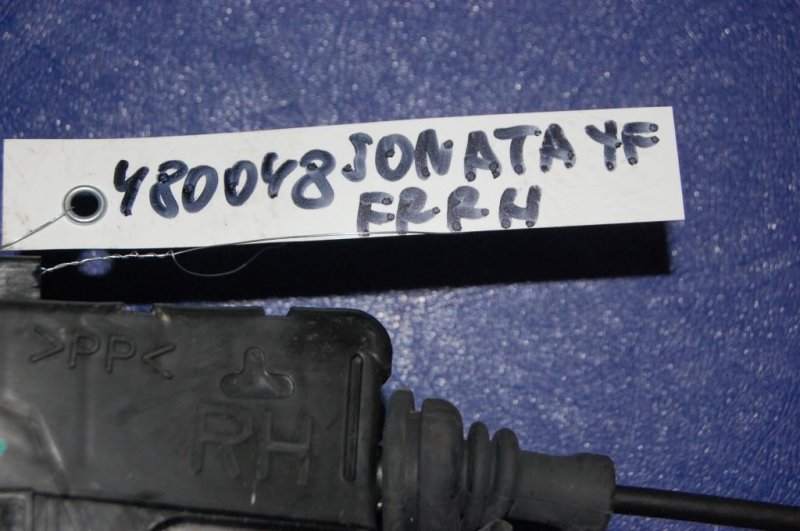 480048 SONATA YF
FR RH
>PP<
RH